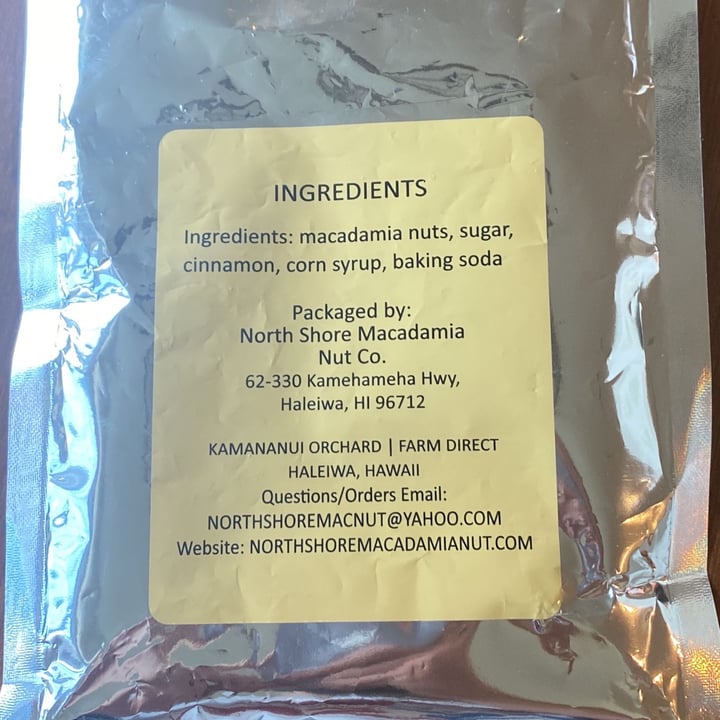 INGREDIENTS
Ingredients: macadamia nuts, sugar,
cinnamon, corn syrup, baking soda
Packaged by:
North Shore Macadamia
Nut Co.
62-330 Kamehameha Hwy,
Haleiwa, HI 96712
KAMANANUI ORCHARD | FARM DIRECT
HALEIWA, HAWAII
Questions/Orders Email:
NORTHSHOREMACNUT@YAHOO.COM
Website: NORTHSHOREMACADAMIANUT.COM